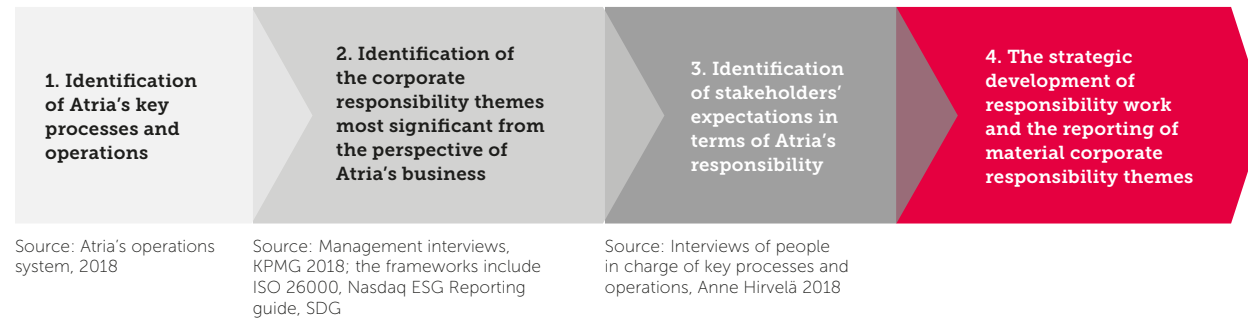 1. Identification
of Atria's key
processes and
operations
2. Identification of
the corporate
responsibility themes
most significant from
the perspective of
Atria's business
3. Identification
of stakeholders'
expectations in
terms of Atria's
responsibility
4. The strategic
development of
responsibility work
and the reporting of
material corporate
responsibility themes
Source: Atria's operations
system, 2018
Source: Management interviews,
KPMG 2018; the frameworks include
ISO 26000, Nasdaq ESG Reporting
guide, SDG
Source: Interviews of people
in charge of key processes and
operations, Anne Hirvelä 2018